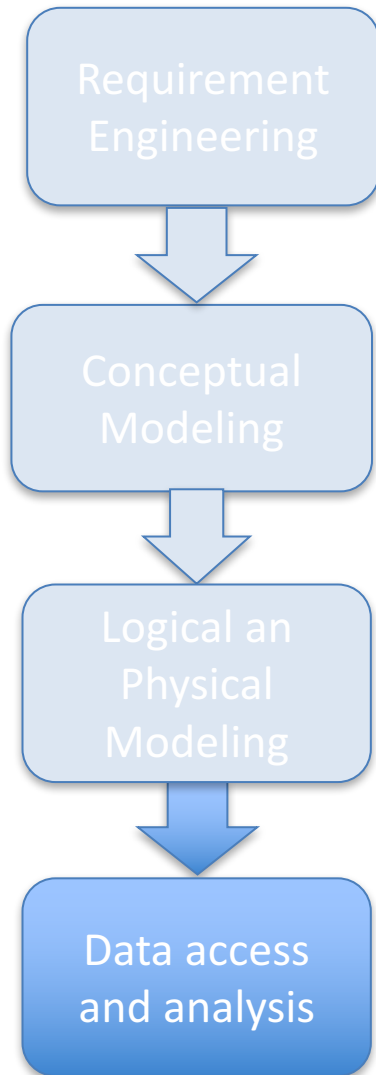 Requirement
Engineering
Conceptual
Modeling
Logical an
Physical
Modeling
Data access
and analysis